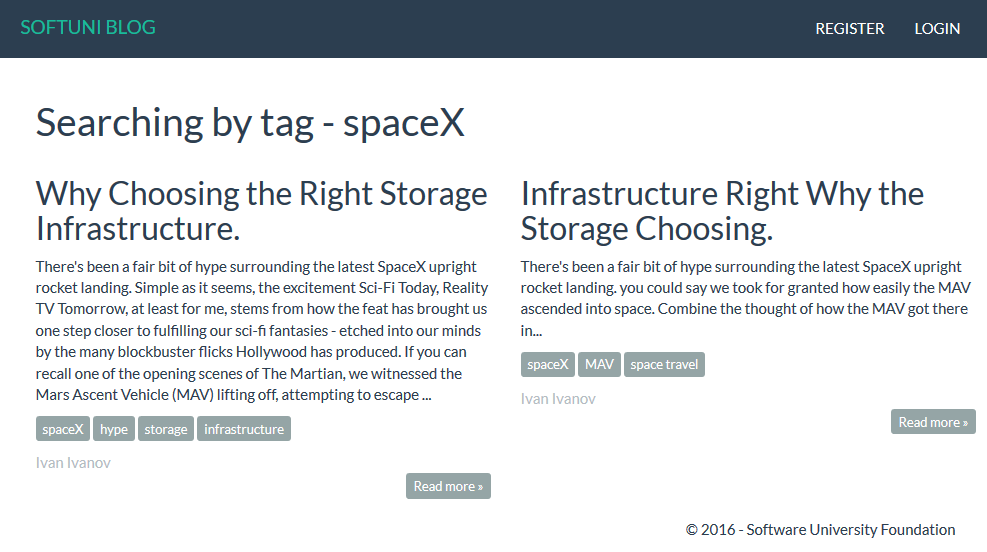 SOFTUNI BLOG
REGISTER
LOGIN
Searching by tag - spaceX
Why Choosing the Right Storage
Infrastructure.
There's been a fair bit of hype surrounding the latest SpaceX upright
rocket landing. Simple as it seems, the excitement Sci-Fi Today, Reality
TV Tomorrow, at least for me, stems from how the feat has brought us
one step closer to fulfilling our sci-fi fantasies - etched into our minds
by the many blockbuster flicks Hollywood has produced. If you can
recall one of the opening scenes of The Martian, we witnessed the
Mars Ascent Vehicle (MAV) lifting off, attempting to escape ...
spaceX hype storage infrastructure
Ivan Ivanov
Read more »
Infrastructure Right Why the
Storage Choosing.
There's been a fair bit of hype surrounding the latest SpaceX upright
rocket landing. you could say we took for granted how easily the MAV
ascended into space. Combine the thought of how the MAV got there
in...
spaceX MAV space travel
Ivan Ivanov
Read more »
© 2016 - Software University Foundation